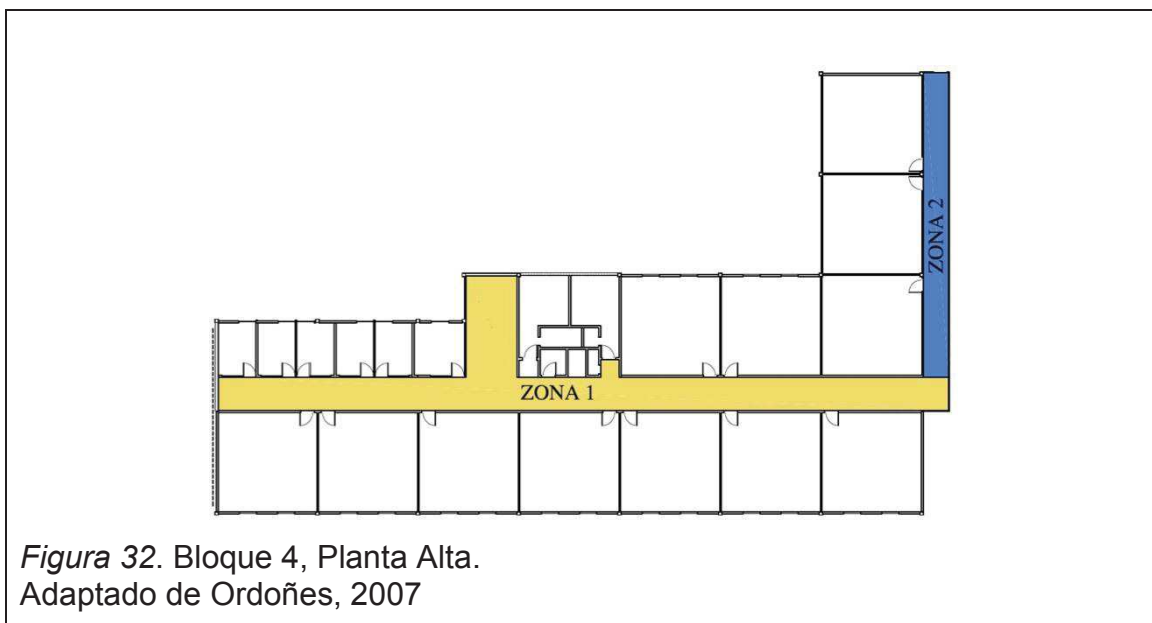 ZONA 2
ZONA 1
Figura 32. Bloque 4, Planta Alta.
Adaptado de Ordoñes, 2007